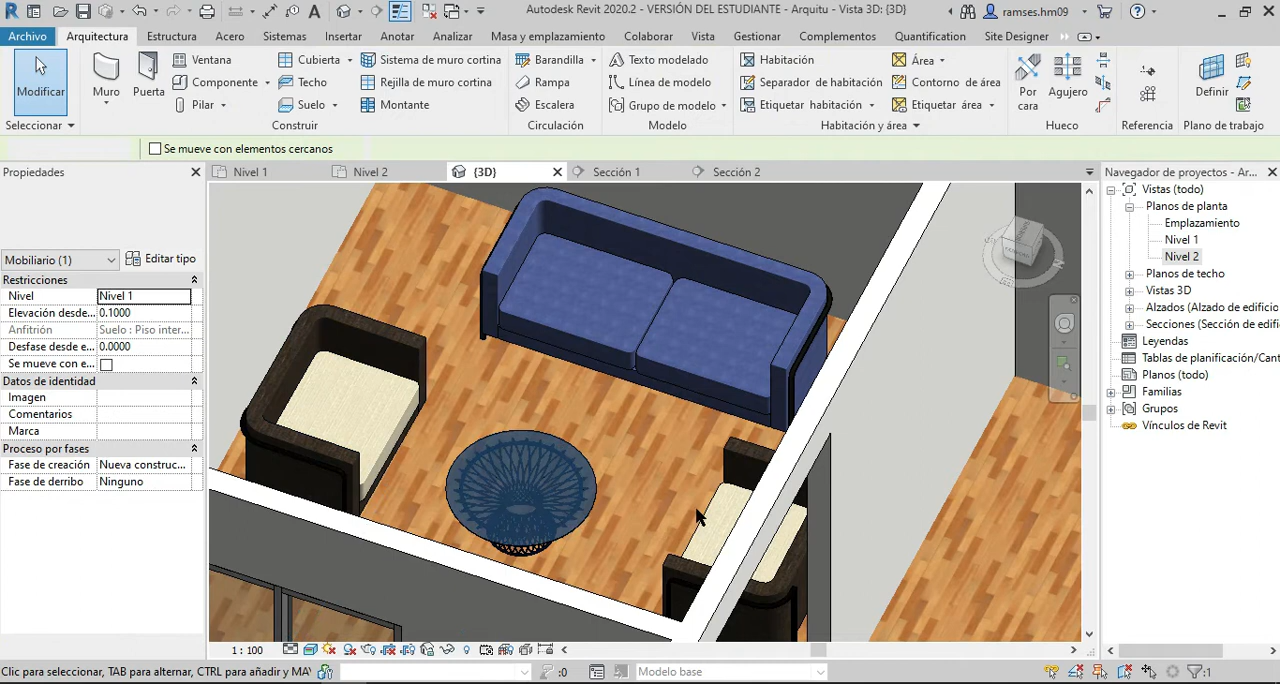 Autodesk Revit 2020.2 - VERSIÓN DEL ESTUDIANTE - Arquitu - Vista 3D: {3D}
ramses.hm09
Archivo Arquitectura Estructura Acero Sistemas Insertar Anotar Analizar Masa y emplazamiento Colaborar Vista Gestionar Complementos Quantification Site Designer
Modificar
Muro
Puerta
Ventana
Componente
Pilar
Cubierta
Techo
Suelo
Sistema de muro cortina
Rejilla de muro cortina
Montante
Barandilla
Rampa
Escalera
Texto modelado
Línea de modelo
Grupo de modelo
Habitación
Separador de habitación
Etiquetar habitación
Área
Contorno de área
Etiquetar área
Por cara
Agujero
Definir
Seleccionar Construir Circulación Modelo Habitación y área Hueco Referencia Plano de trabajo
Se mueve con elementos cercanos
Propiedades
Nivel 1 Nivel 2 {3D} Sección 1 Sección 2
Navegador de proyectos - Ar...
Mobiliario (1) Editar tipo
Restricciones
Nivel Nivel 1
Elevación desde... 0.1000
Anfitrión Suelo : Piso inter...
Desfase desde e... 0.0000
Se mueve con e...
Datos de identidad
Imagen
Comentarios
Marca
Proceso por fases
Fase de creación Nueva construc...
Fase de derribo Ninguno
Vistas (todo)
Planos de planta
Emplazamiento
Nivel 1
Nivel 2
Planos de techo
Vistas 3D
Alzados (Alzado de edificio
Secciones (Sección de edifi
Leyendas
Tablas de planificación/Cant
Planos (todo)
Familias
Grupos
Vínculos de Revit
1 : 100
Clic para seleccionar, TAB para alternar, CTRL para añadir y MA
:0
Modelo base
:1